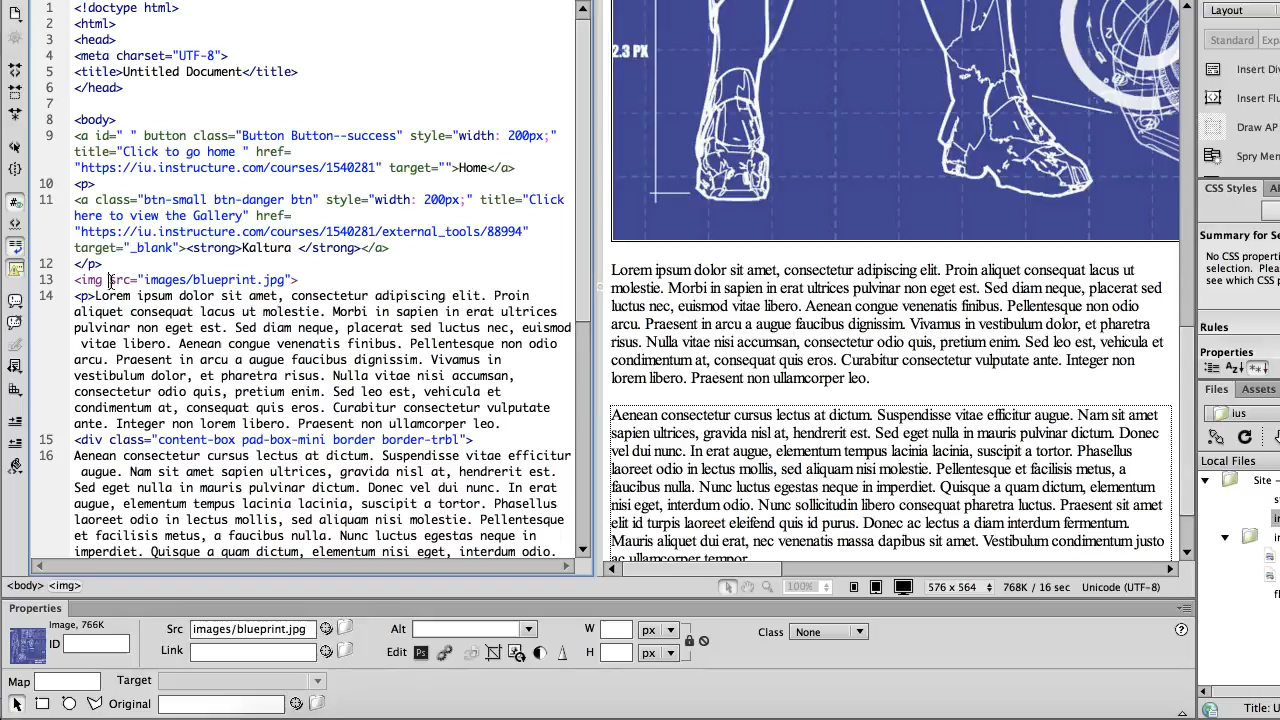 1 <!doctype html>
2 <html>
3 <head>
4 <meta charset="UTF-8">
5 <title>Untitled Document</title>
6 </head>
7
8 <body>
9 <a id=" " button class="Button Button--success" style="width: 200px;"
title="Click to go home " href=
"https://iu.instructure.com/courses/1540281" target="">Home</a>
10 <p>
11 <a class="btn-small btn-danger btn" style="width: 200px;" title="Click
here to view the Gallery" href=
"https://iu.instructure.com/courses/1540281/external_tools/88994"
target="_blank"><strong>Kaltura </strong></a>
12 </p>
13 <img src="images/blueprint.jpg">
14 <p>Lorem ipsum dolor sit amet, consectetur adipiscing elit. Proin
aliquet consequat lacus ut molestie. Morbi in sapien in erat ultrices
pulvinar non eget est. Sed diam neque, placerat sed luctus nec, euismod
vitae libero. Aenean congue venenatis finibus. Pellentesque non odio
arcu. Praesent in arcu a augue faucibus dignissim. Vivamus in
vestibulum dolor, et pharetra risus. Nulla vitae nisi accumsan,
consectetur odio quis, pretium enim. Sed leo est, vehicula et
condimentum at, consequat quis eros. Curabitur consectetur vulputate
ante. Integer non lorem libero. Praesent non ullamcorper leo.
15 <div class="content-box pad-box-mini border border-trbl">
16 Aenean consectetur cursus lectus at dictum. Suspendisse vitae efficitur
augue. Nam sit amet sapien ultrices, gravida nisl at, hendrerit est.
Sed eget nulla in mauris pulvinar dictum. Donec vel dui nunc. In erat
augue, elementum tempus lacinia lacinia, suscipit a tortor. Phasellus
laoreet odio in lectus mollis, sed aliquam nisi molestie. Pellentesque
et facilisis metus, a faucibus nulla. Nunc luctus egestas neque in
imperdiet. Quisque a quam dictum, elementum nisi eget, interdum odio.
2.3 PX
Lorem ipsum dolor sit amet, consectetur adipiscing elit. Proin aliquet consequat lacus ut
molestie. Morbi in sapien in erat ultrices pulvinar non eget est. Sed diam neque, placerat sed
luctus nec, euismod vitae libero. Aenean congue venenatis finibus. Pellentesque non odio
arcu. Praesent in arcu a augue faucibus dignissim. Vivamus in vestibulum dolor, et pharetra
risus. Nulla vitae nisi accumsan, consectetur odio quis, pretium enim. Sed leo est, vehicula et
condimentum at, consequat quis eros. Curabitur consectetur vulputate ante. Integer non
lorem libero. Praesent non ullamcorper leo.
Aenean consectetur cursus lectus at dictum. Suspendisse vitae efficitur augue. Nam sit amet
sapien ultrices, gravida nisl at, hendrerit est. Sed eget nulla in mauris pulvinar dictum. Donec
vel dui nunc. In erat augue, elementum tempus lacinia lacinia, suscipit a tortor. Phasellus
laoreet odio in lectus mollis, sed aliquam nisi molestie. Pellentesque et facilisis metus, a
faucibus nulla. Nunc luctus egestas neque in imperdiet. Quisque a quam dictum, elementum
nisi eget, interdum odio. Nunc sollicitudin libero consequat pharetra luctus. Praesent sit amet
elit id turpis laoreet eleifend quis id purus. Donec ac lectus a diam interdum fermentum.
Mauris aliquet dui erat, nec venenatis massa dapibus sit amet. Vestibulum condimentum justo
ac ullamcorper tempor.
Layout
Standard Expa
Insert Div
Insert Flu
Draw AP
Spry Men
CSS Styles AP
Summary for Se
No CSS proper
selection. Plea
see which CSS P
Rules
Properties
Files Assets
ius
Local Files
Site –
<body> <img>
100% 576 x 564 768K / 16 sec Unicode (UTF-8)
Properties
Image, 766K
ID
Src images/blueprint.jpg
Link
Alt
Edit
W px
H px
Class None
Map Target
Original
Title: U